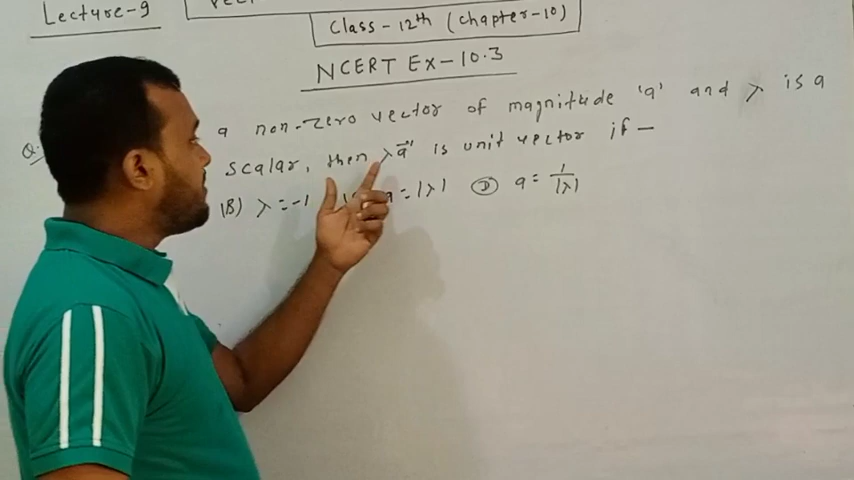 Lecture-9
Class-12th (chapter-10)
NCERT Ex-10.3
Q. a non-zero vector of magnitude 'a' and λ is a
scalar, then λa⃗ is unit vector if —
(B) λ = -1 a = |λ| (D) a = 1/|λ|